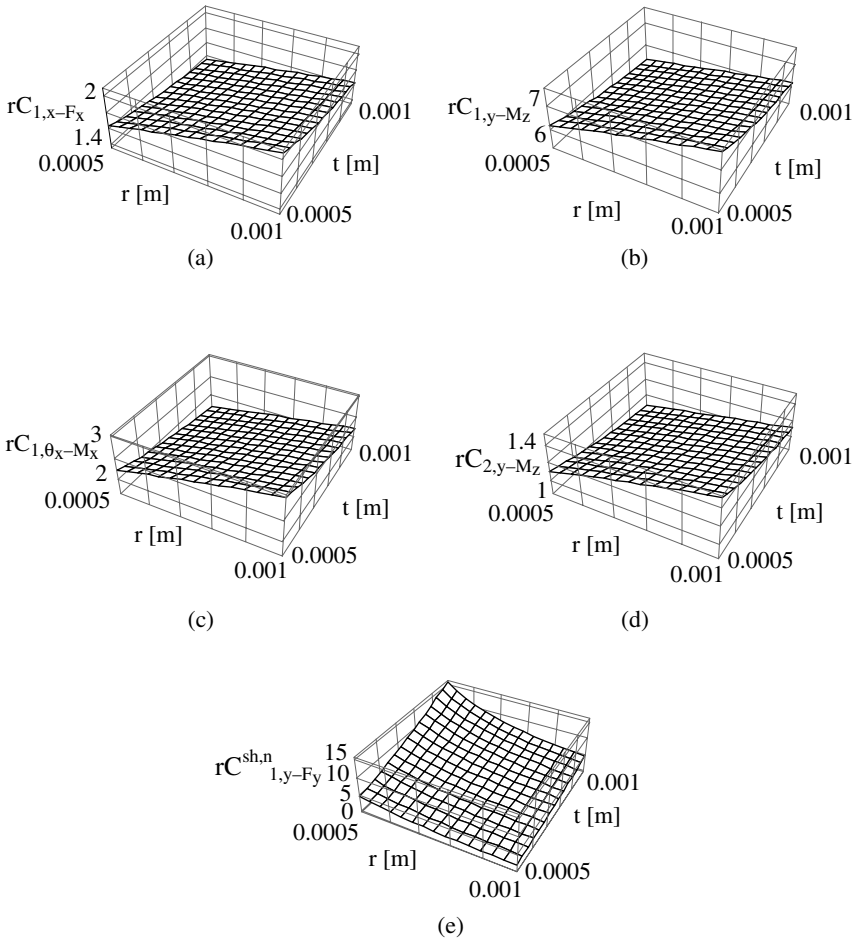 2
rC1,x–Fx
1.4
0.0005
r [m]
0.001
0.0005
t [m]
0.001
(a)
7
rC1,y–Mz
6
0.0005
r [m]
0.001
0.0005
t [m]
0.001
(b)
3
rC1,θx–Mx
2
0.0005
r [m]
0.001
0.0005
t [m]
0.001
(c)
1.4
rC2,y–Mz
1
0.0005
r [m]
0.001
0.0005
t [m]
0.001
(d)
15
rC^sh,n 1,y–Fy
10
5
0
0.0005
r [m]
0.001
0.0005
t [m]
0.001
(e)